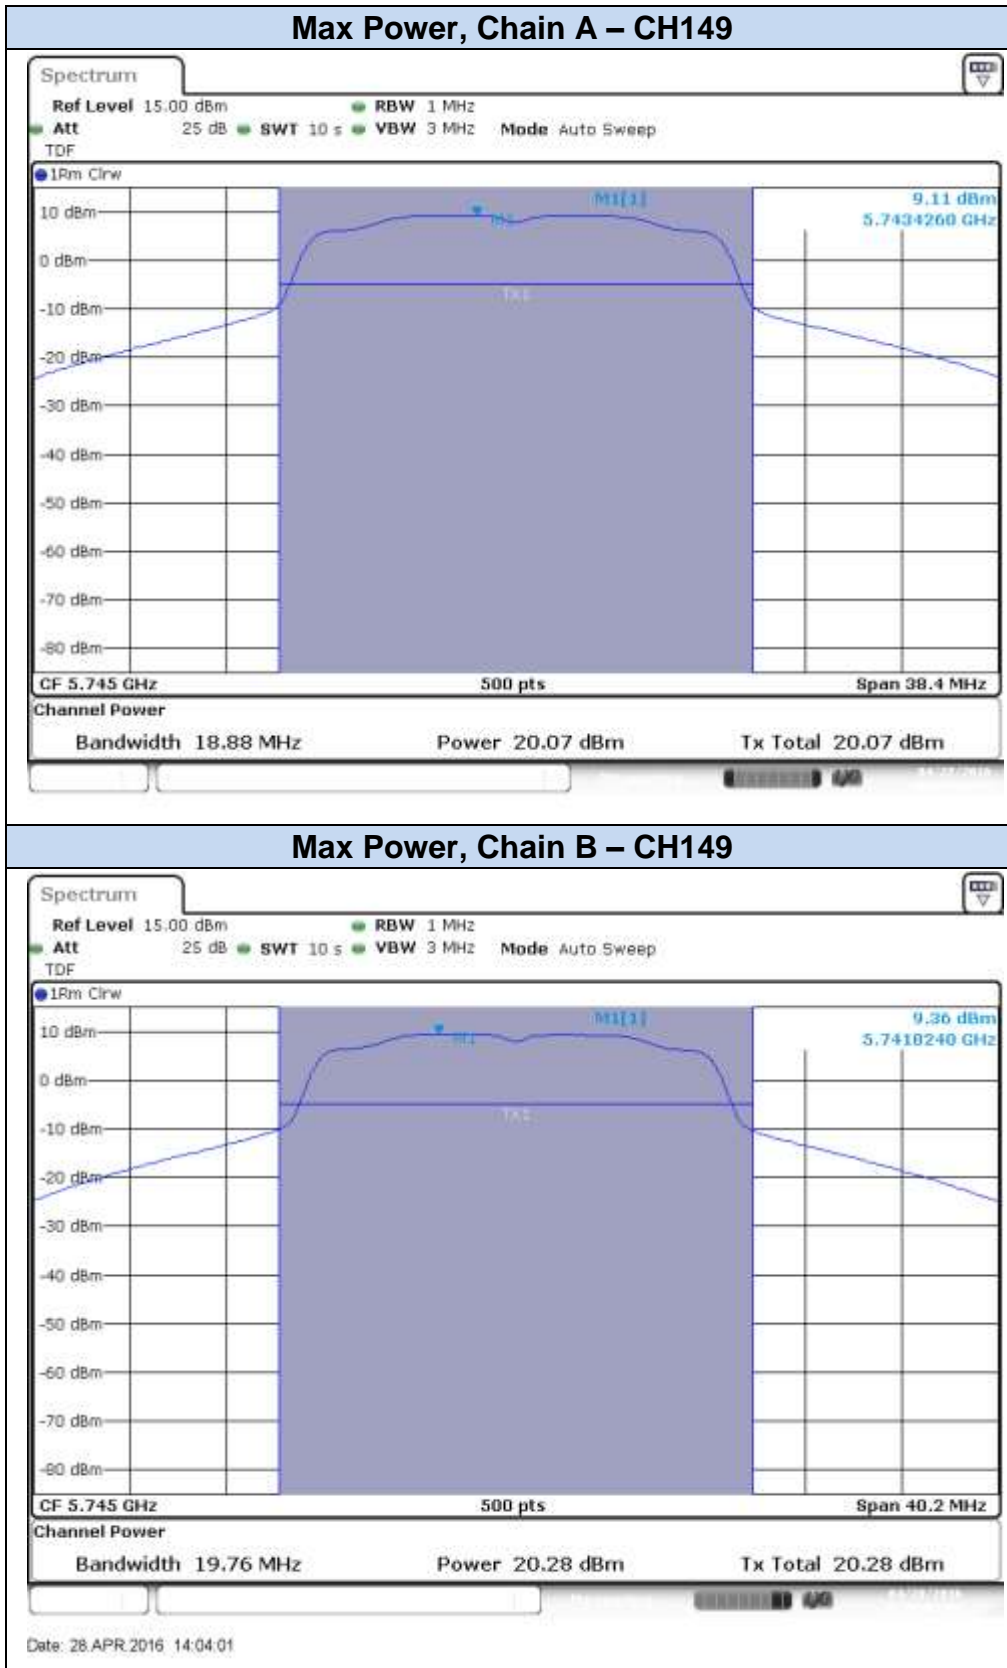 Max Power, Chain A – CH149
Spectrum
Ref Level 15.00 dBm RBW 1 MHz
Att 25 dB SWT 10 s VBW 3 MHz Mode Auto Sweep
TDF
1Rm Clrw
M1[1] 9.11 dBm
5.7434260 GHz
10 dBm
M1
0 dBm
Tx1
-10 dBm
-20 dBm
-30 dBm
-40 dBm
-50 dBm
-60 dBm
-70 dBm
-80 dBm
CF 5.745 GHz 500 pts Span 38.4 MHz
Channel Power
Bandwidth 18.88 MHz Power 20.07 dBm Tx Total 20.07 dBm
Max Power, Chain B – CH149
Spectrum
Ref Level 15.00 dBm RBW 1 MHz
Att 25 dB SWT 10 s VBW 3 MHz Mode Auto Sweep
TDF
1Rm Clrw
M1[1] 9.36 dBm
5.7418240 GHz
10 dBm
M1
0 dBm
Tx1
-10 dBm
-20 dBm
-30 dBm
-40 dBm
-50 dBm
-60 dBm
-70 dBm
-80 dBm
CF 5.745 GHz 500 pts Span 40.2 MHz
Channel Power
Bandwidth 19.76 MHz Power 20.28 dBm Tx Total 20.28 dBm
Date: 28.APR.2016 14:04:01